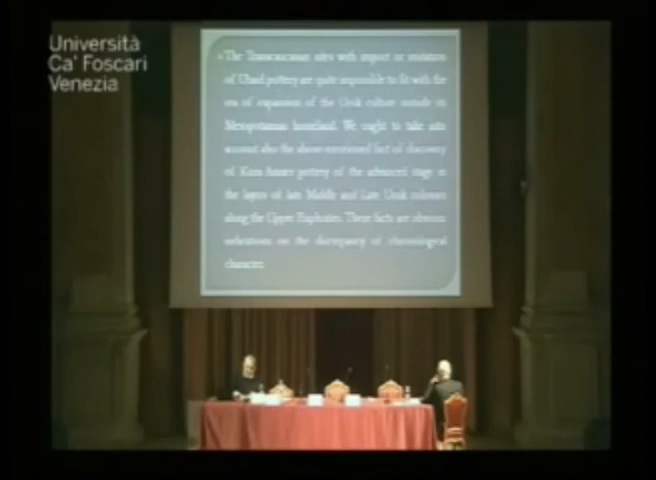 Università
Ca' Foscari
Venezia
The Transcaucasian sites with import or imitation
of Ubaid pottery are quite impossible to fit with the
era of expansion of the Uruk culture outside its
Mesopotamian homeland. We ought to take into
account also the above-mentioned fact of discovery
of Kura-Araxes pottery of the advanced stage in
the layers of late Middle and Late Uruk colonies
along the Upper Euphrates. These facts are obvious
indications on the discrepancy of chronological
character.